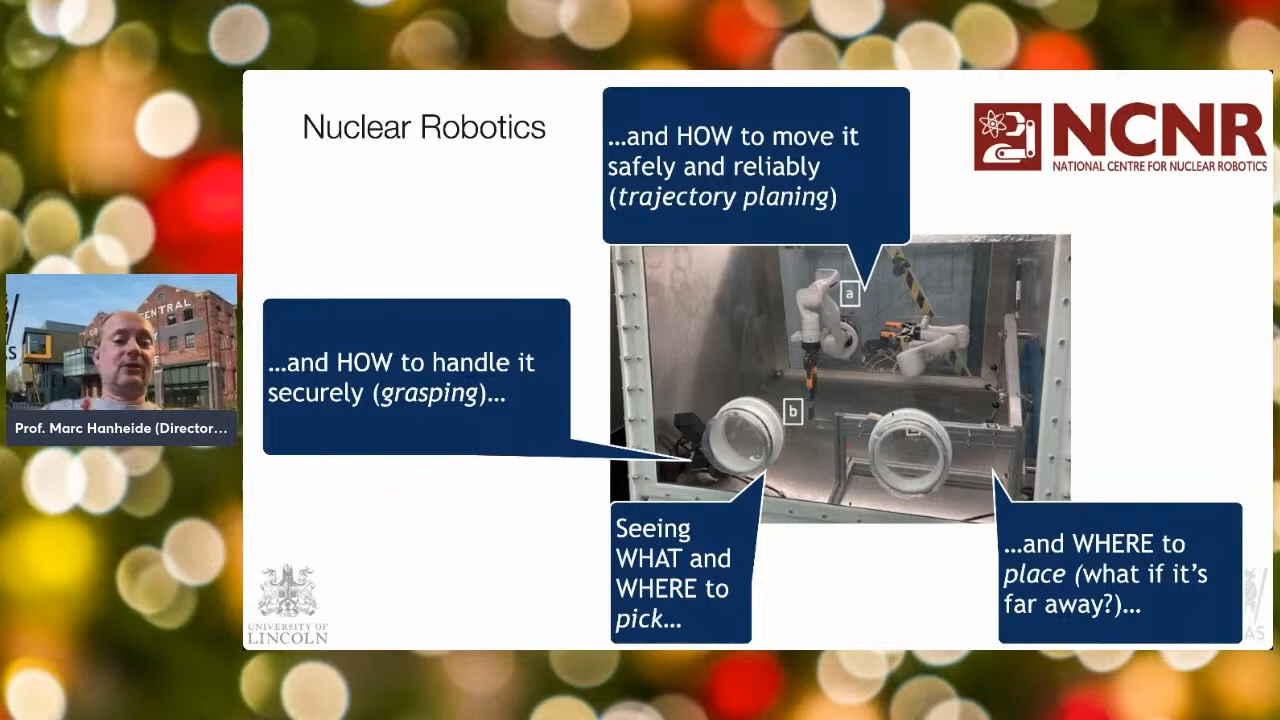 Nuclear Robotics
…and HOW to move it
safely and reliably
(trajectory planing)
NCNR
NATIONAL CENTRE FOR NUCLEAR ROBOTICS
a
…and HOW to handle it
securely (grasping)…
b
CENTRAL
Prof. Marc Hanheide (Director...
Seeing
WHAT and
WHERE to
pick…
…and WHERE to
place (what if it's
far away?)…
UNIVERSITY OF
LINCOLN
AS